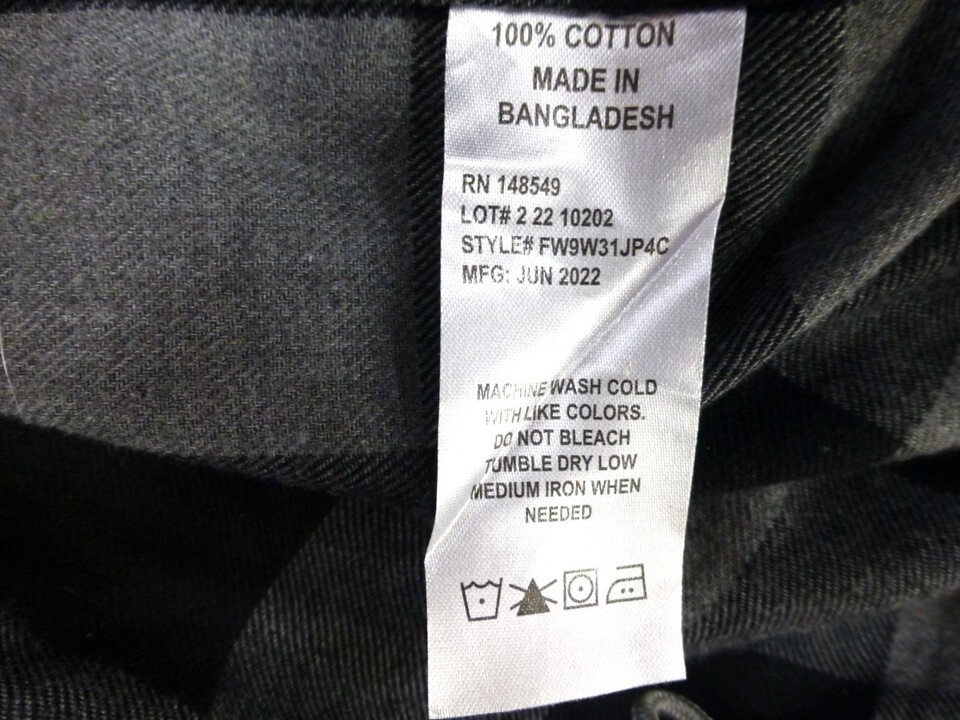 100% COTTON
MADE IN
BANGLADESH
RN 148549
LOT# 2 22 10202
STYLE# FW9W31JP4C
MFG: JUN 2022
MACHINE WASH COLD
WITH LIKE COLORS.
DO NOT BLEACH
TUMBLE DRY LOW
MEDIUM IRON WHEN
NEEDED